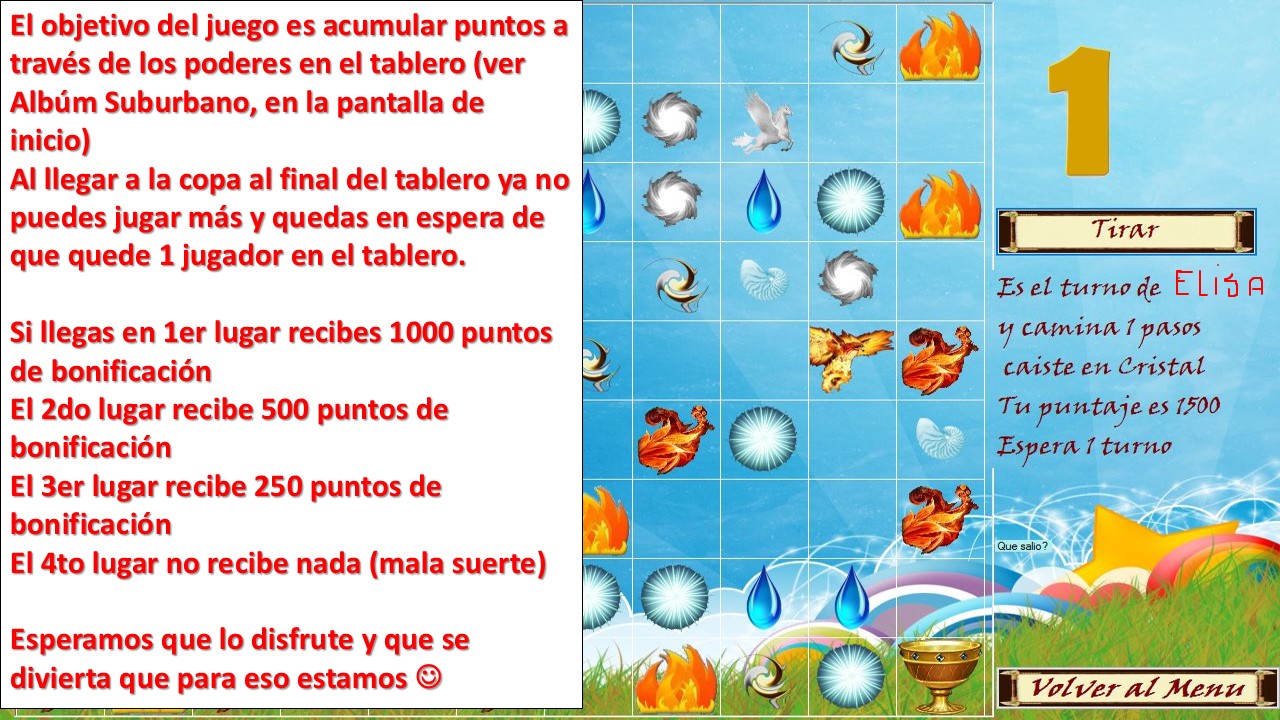 El objetivo del juego es acumular puntos a
través de los poderes en el tablero (ver
Albúm Suburbano, en la pantalla de
inicio)
Al llegar a la copa al final del tablero ya no
puedes jugar más y quedas en espera de
que quede 1 jugador en el tablero.
Si llegas en 1er lugar recibes 1000 puntos
de bonificación
El 2do lugar recibe 500 puntos de
bonificación
El 3er lugar recibe 250 puntos de
bonificación
El 4to lugar no recibe nada (mala suerte)
Esperamos que lo disfrute y que se
divierta que para eso estamos ☺
1
Tirar
Es el turno de ELisA
y camina 1 pasos
caiste en Cristal
Tu puntaje es 1500
Espera 1 turno
Que salio?
Volver al Menu